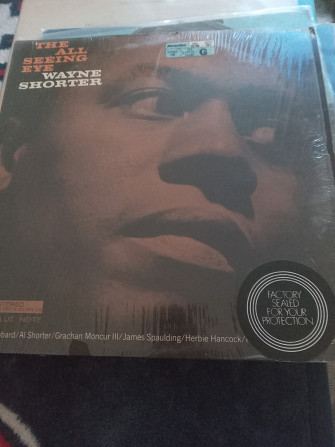 THE
ALL
SEEING
EYE
WAYNE
SHORTER
G
STEREO
BLUE NOTE
FACTORY
SEALED
FOR YOUR
PROTECTION
bbard/Al Shorter/Grachan Moncur III/James Spaulding/Herbie Hancock/